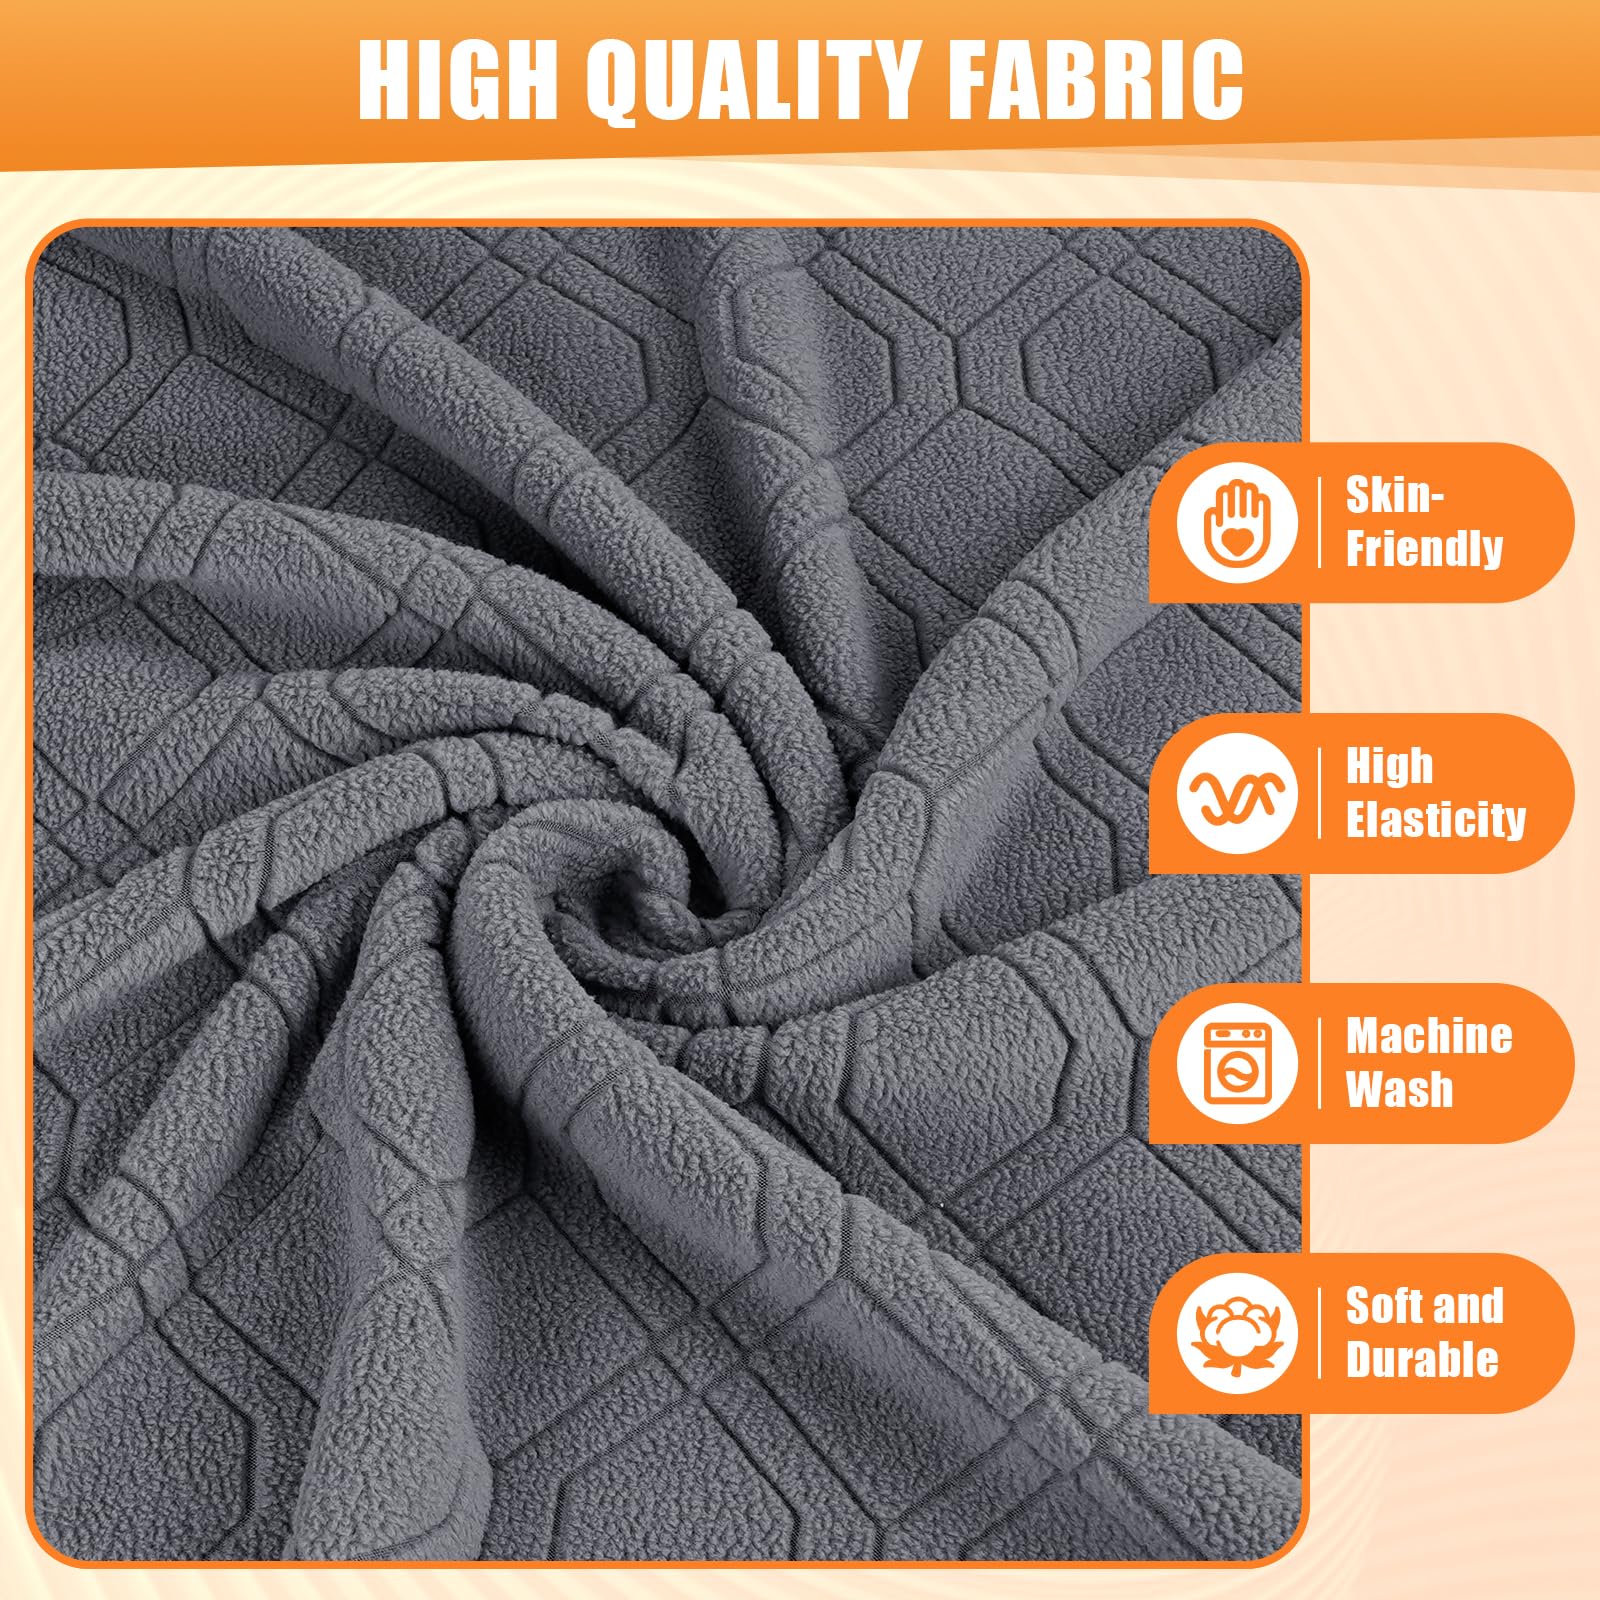 HIGH QUALITY FABRIC
Skin-
Friendly
High
Elasticity
Machine
Wash
Soft and
Durable